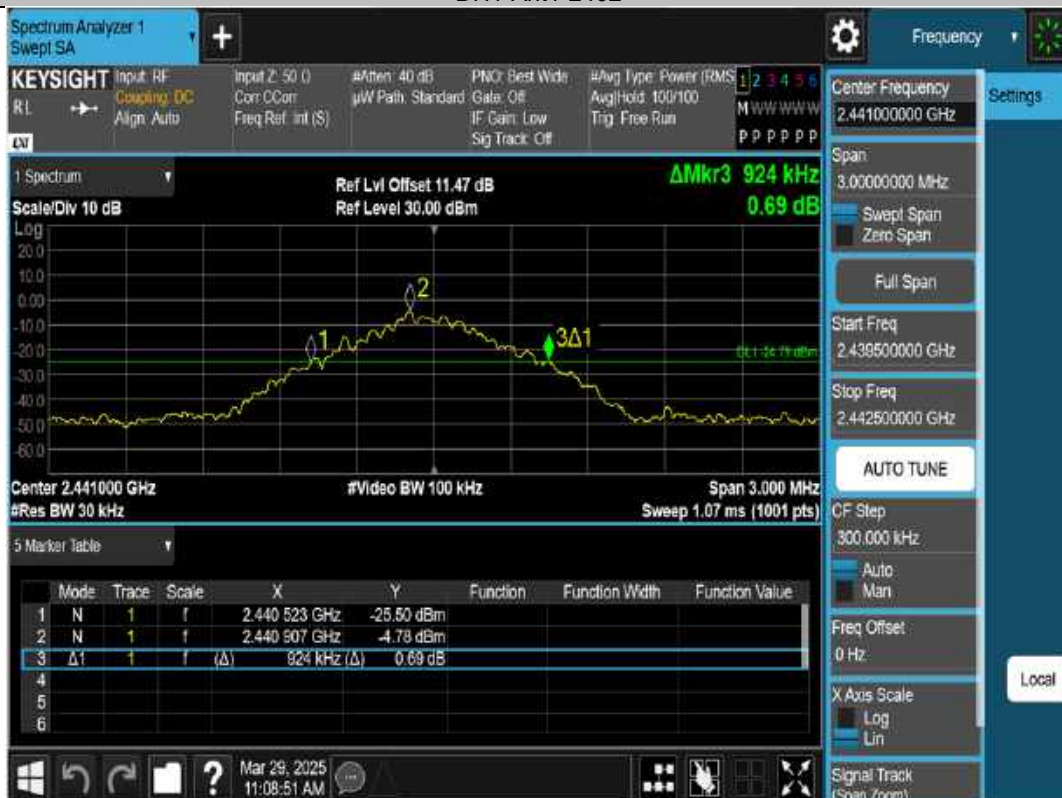 Spectrum Analyzer 1
Swept SA
Frequency
KEYSIGHT
RL
Input: RF
Coupling: DC
Align: Auto
Input Z: 50 Ω
Corr CCorr
Freq Ref: Int (S)
#Atten: 40 dB
µW Path: Standard
PNO: Best Wide
Gate: Off
IF Gain: Low
Sig Track: Off
#Avg Type: Power (RMS
Avg|Hold: 100/100
Trig: Free Run
1 2 3 4 5 6
M W W W W W
P P P P P P
1 Spectrum
Scale/Div 10 dB
Ref Lvl Offset 11.47 dB
Ref Level 30.00 dBm
ΔMkr3 924 kHz
0.69 dB
Log
20.0
10.0
0.00
-10.0
-20.0
-30.0
-40.0
-50.0
-60.0
1
2
3Δ1
DL1 -24.78 dBm
Center 2.441000 GHz
#Video BW 100 kHz
Span 3.000 MHz
#Res BW 30 kHz
Sweep 1.07 ms (1001 pts)
5 Marker Table
Mode Trace Scale X Y Function Function Width Function Value
1 N 1 f 2.440 523 GHz -25.50 dBm
2 N 1 f 2.440 907 GHz -4.78 dBm
3 Δ1 1 f (Δ) 924 kHz (Δ) 0.69 dB
4
5
6
Mar 29, 2025
11:08:51 AM
Center Frequency
2.441000000 GHz
Settings
Span
3.00000000 MHz
Swept Span
Zero Span
Full Span
Start Freq
2.439500000 GHz
Stop Freq
2.442500000 GHz
AUTO TUNE
CF Step
300.000 kHz
Auto
Man
Freq Offset
0 Hz
X Axis Scale
Log
Lin
Local
Signal Track
(Span Zoom)